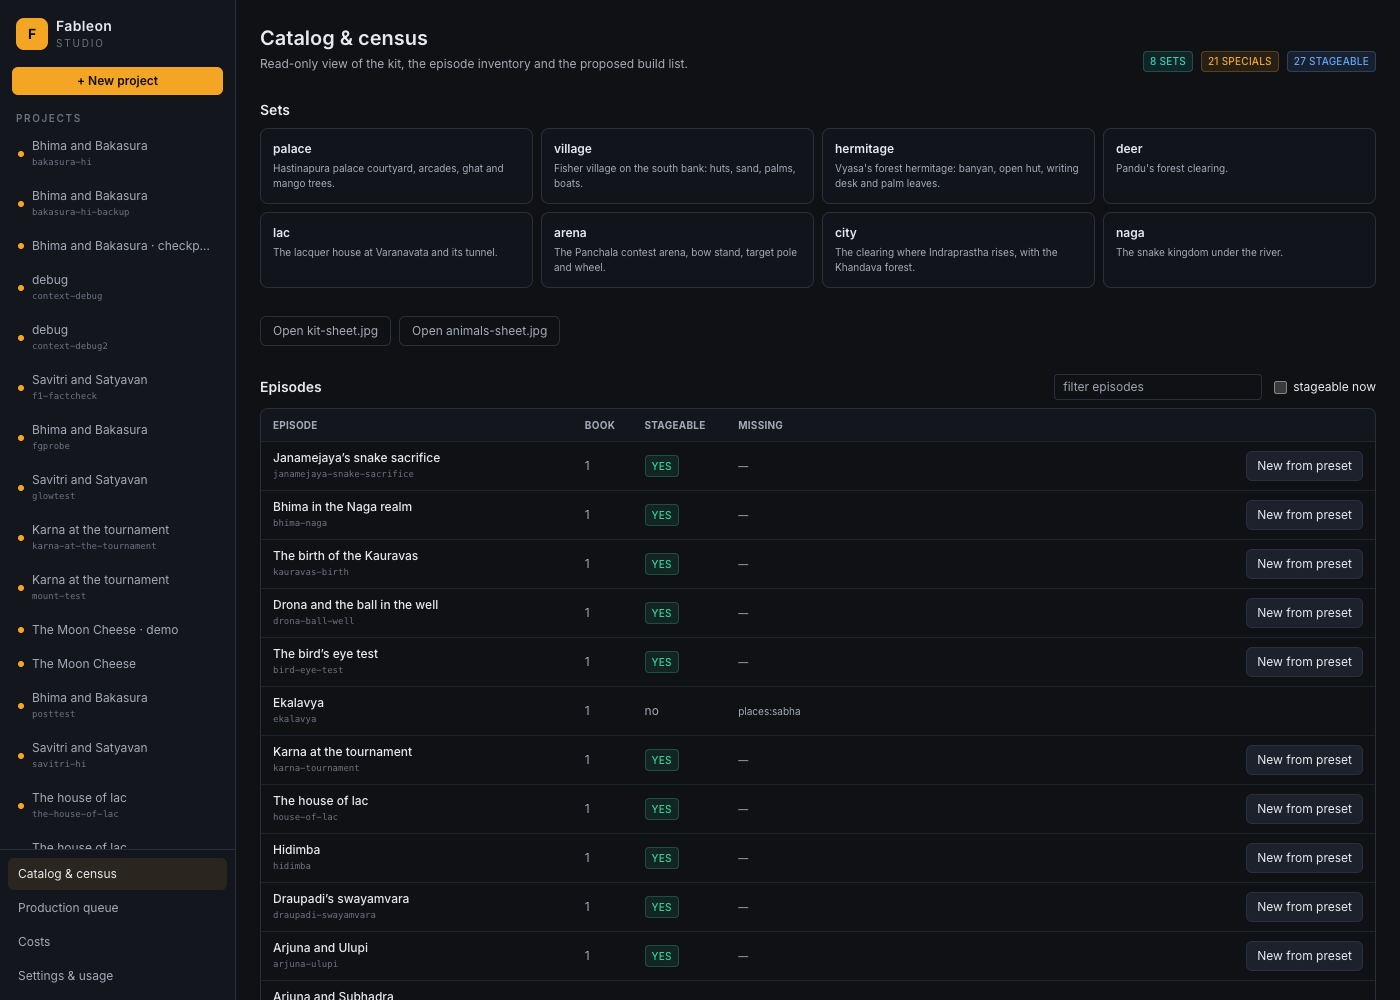 F
Fableon
STUDIO
+ New project
PROJECTS
Bhima and Bakasura
bakasura-hi
Bhima and Bakasura
bakasura-hi-backup
Bhima and Bakasura · checkp...
debug
context-debug
debug
context-debug2
Savitri and Satyavan
f1-factcheck
Bhima and Bakasura
fgprobe
Savitri and Satyavan
glowtest
Karna at the tournament
karna-at-the-tournament
Karna at the tournament
mount-test
The Moon Cheese · demo
The Moon Cheese
Bhima and Bakasura
posttest
Savitri and Satyavan
savitri-hi
The house of lac
the-house-of-lac
The house of lac
Catalog & census
Production queue
Costs
Settings & usage
Catalog & census
Read-only view of the kit, the episode inventory and the proposed build list.
8 SETS
21 SPECIALS
27 STAGEABLE
Sets
palace
Hastinapura palace courtyard, arcades, ghat and
mango trees.
village
Fisher village on the south bank: huts, sand, palms,
boats.
hermitage
Vyasa's forest hermitage: banyan, open hut, writing
desk and palm leaves.
deer
Pandu's forest clearing.
lac
The lacquer house at Varanavata and its tunnel.
arena
The Panchala contest arena, bow stand, target pole
and wheel.
city
The clearing where Indraprastha rises, with the
Khandava forest.
naga
The snake kingdom under the river.
Open kit-sheet.jpg
Open animals-sheet.jpg
Episodes
filter episodes
stageable now
EPISODE BOOK STAGEABLE MISSING
Janamejaya’s snake sacrifice
janamejaya-snake-sacrifice
1 YES — New from preset
Bhima in the Naga realm
bhima-naga
1 YES — New from preset
The birth of the Kauravas
kauravas-birth
1 YES — New from preset
Drona and the ball in the well
drona-ball-well
1 YES — New from preset
The bird’s eye test
bird-eye-test
1 YES — New from preset
Ekalavya
ekalavya
1 no places:sabha
Karna at the tournament
karna-tournament
1 YES — New from preset
The house of lac
house-of-lac
1 YES — New from preset
Hidimba
hidimba
1 YES — New from preset
Draupadi’s swayamvara
draupadi-swayamvara
1 YES — New from preset
Arjuna and Ulupi
arjuna-ulupi
1 YES — New from preset
Arjuna and Subhadra